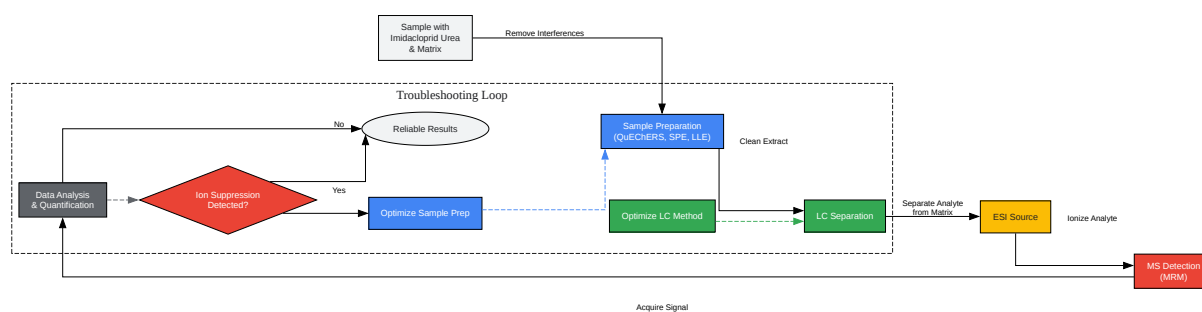 Sample with
Imidacloprid Urea
& Matrix
Remove Interferences
Troubleshooting Loop
No
Reliable Results
Sample Preparation
(QuEChERS, SPE, LLE)
Clean Extract
Data Analysis
& Quantification
Ion Suppression
Detected?
Yes
Optimize Sample Prep
Optimize LC Method
LC Separation
Separate Analyte
from Matrix
ESI Source
Ionize Analyte
MS Detection
(MRM)
Acquire Signal